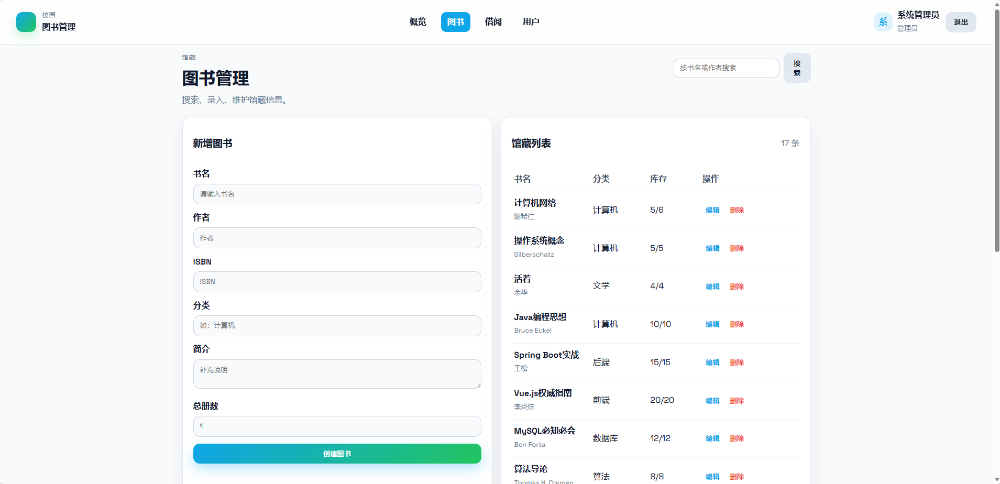 校园
图书管理
概览
图书
借阅
用户
系
系统管理员
管理员
退出
馆藏
图书管理
搜索、录入、维护馆藏信息。
按书名或作者搜索
搜
索
新增图书
书名
请输入书名
作者
作者
ISBN
ISBN
分类
如：计算机
简介
补充说明
总册数
1
创建图书
馆藏列表
17 条
书名 分类 库存 操作
计算机网络
谢希仁
计算机 5/6 编辑 删除
操作系统概念
Silberschatz
计算机 5/5 编辑 删除
活着
余华
文学 4/4 编辑 删除
Java编程思想
Bruce Eckel
计算机 10/10 编辑 删除
Spring Boot实战
王松
后端 15/15 编辑 删除
Vue.js权威指南
李炎恢
前端 20/20 编辑 删除
MySQL必知必会
Ben Forta
数据库 12/12 编辑 删除
算法导论
Thomas H. Cormen
算法 8/8 编辑 删除